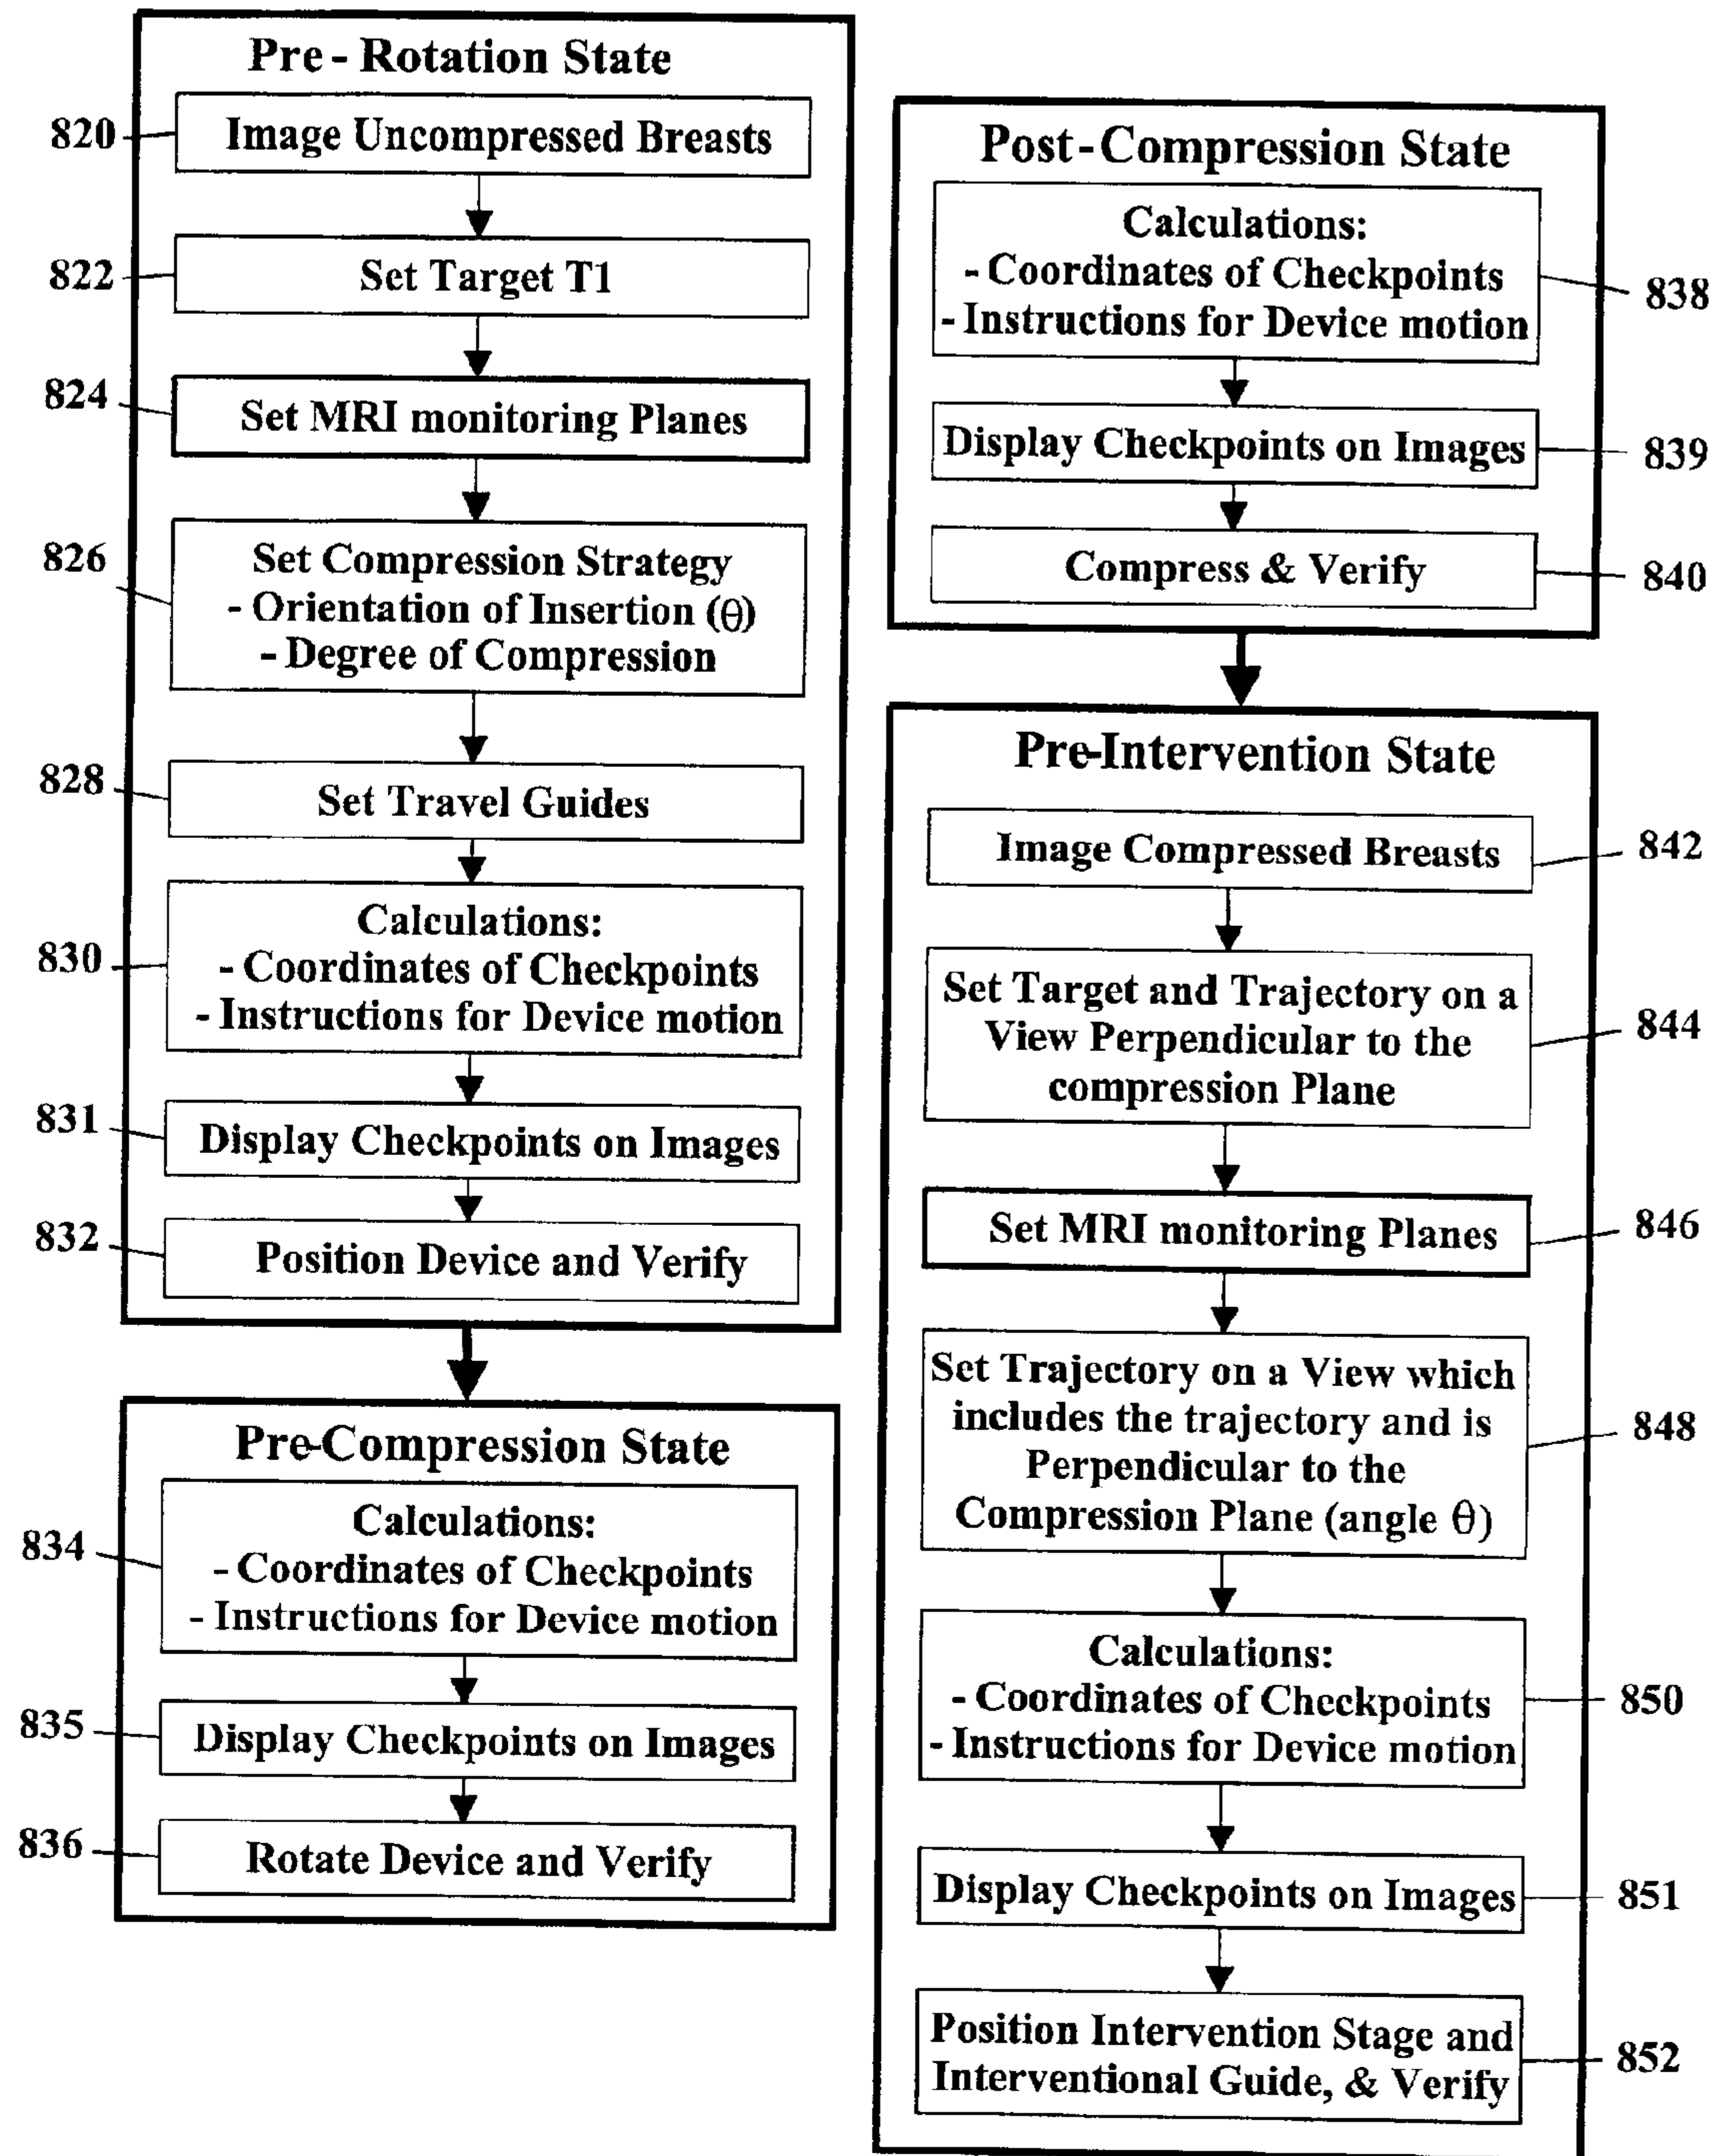 Pre - Rotation State
820
Image Uncompressed Breasts
822
Set Target T1
824
Set MRI monitoring Planes
826
Set Compression Strategy
- Orientation of Insertion (θ)
- Degree of Compression
828
Set Travel Guides
830
Calculations:
- Coordinates of Checkpoints
- Instructions for Device motion
831
Display Checkpoints on Images
832
Position Device and Verify
Pre-Compression State
834
Calculations:
- Coordinates of Checkpoints
- Instructions for Device motion
835
Display Checkpoints on Images
836
Rotate Device and Verify
Post-Compression State
Calculations:
- Coordinates of Checkpoints
- Instructions for Device motion
838
Display Checkpoints on Images
839
Compress & Verify
840
Pre-Intervention State
Image Compressed Breasts
842
Set Target and Trajectory on a
View Perpendicular to the
compression Plane
844
Set MRI monitoring Planes
846
Set Trajectory on a View which
includes the trajectory and is
Perpendicular to the
Compression Plane (angle θ)
848
Calculations:
- Coordinates of Checkpoints
- Instructions for Device motion
850
Display Checkpoints on Images
851
Position Intervention Stage and
Interventional Guide, & Verify
852